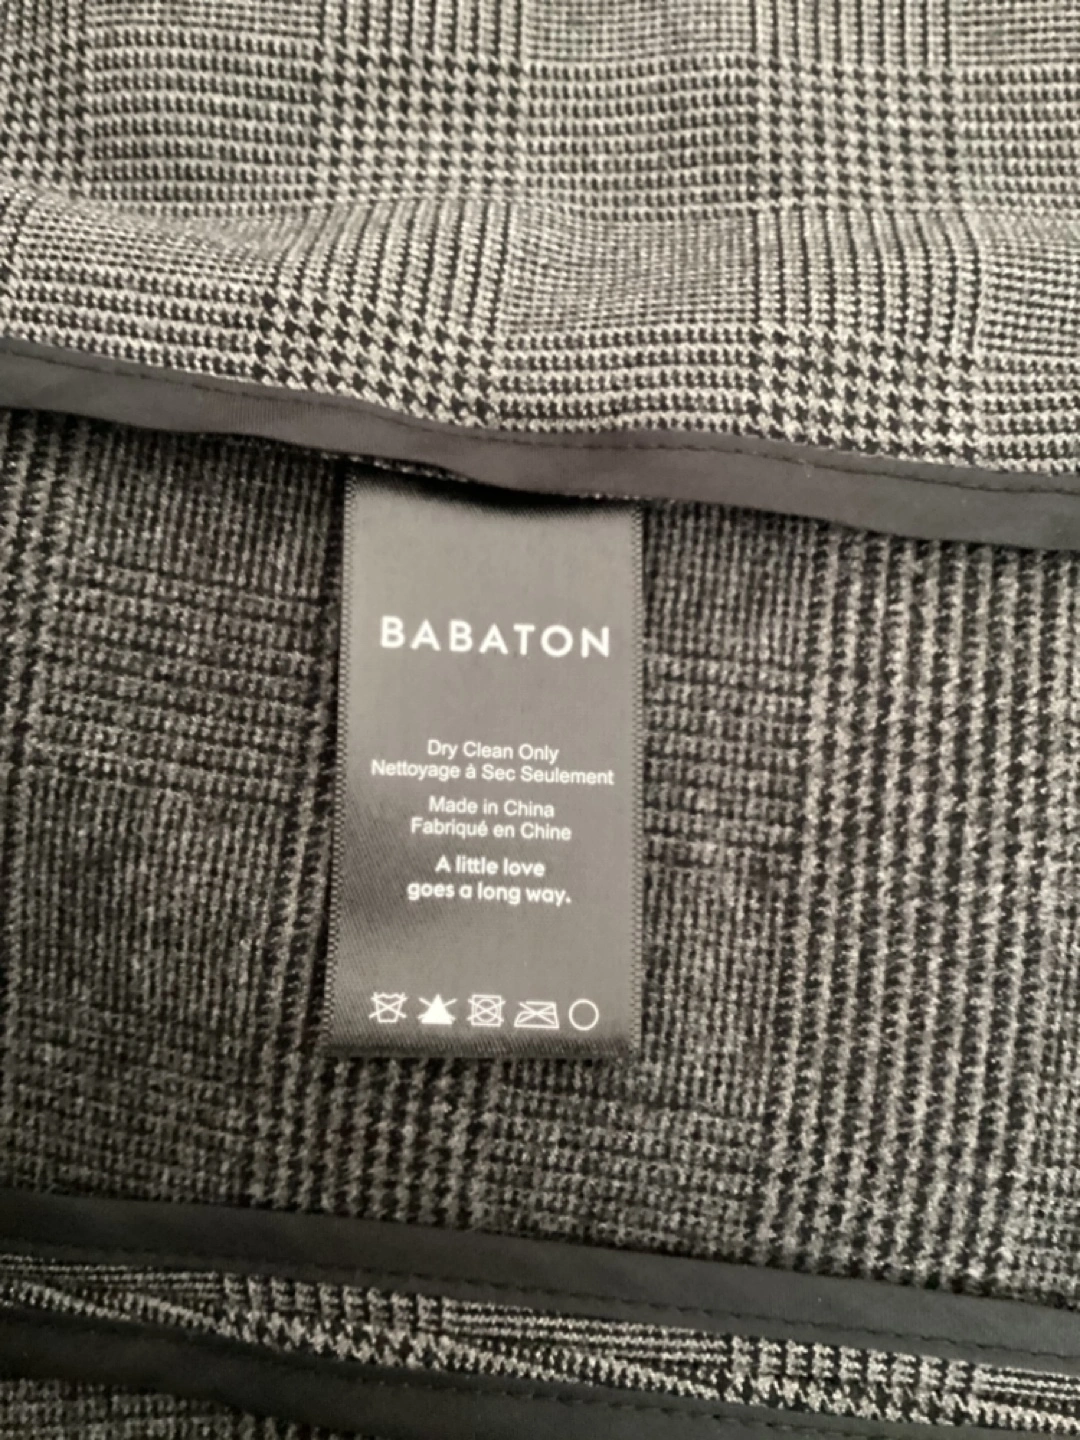 BABATON
Dry Clean Only
Nettoyage à Sec Seulement
Made in China
Fabriqué en Chine
A little love
goes a long way.